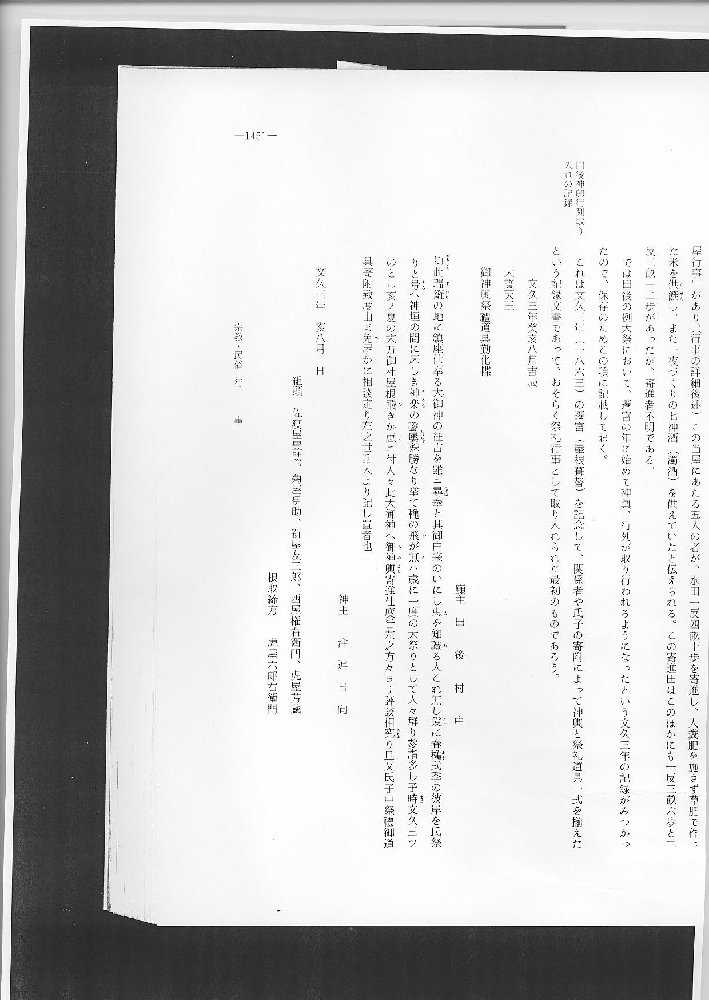 屋行事」があり、（行事の詳細後述）この当屋にあたる五人の者が、水田一反四畝十歩を寄進し、人糞肥を施さず草肥で作っ
た米を供饌し、また一夜づくりの七神酒（濁酒）を供えていたと伝えられる。この寄進田はこのほかにも一反三畝六歩と二
反三畝一二歩があったが、寄進者不明である。
では田後の例大祭において、遷宮の年に始めて神輿、行列が取り行われるようになったという文久三年の記録がみつかっ
たので、保存のためこの項に記載しておく。
田後神輿行列取り
入れの記録
これは文久三年（一八六三）の遷宮（屋根葺替）を記念して、関係者や氏子の寄附によって神輿と祭礼道具一式を揃えた
という記録文書であって、おそらく祭礼行事として取り入れられた最初のものであろう。
文久三年癸亥八月吉辰
大寳天王
御神輿祭禮道具勤化蝶
願主　田　後　村　中
抑此瑞籬の地に鎮座仕奉る大御神の往古を雖ニ尋奉と其御由来のいにし恵を知禮る人これ無し爰に春穐弐季の彼岸を氏祭
りと号へ神垣の間に床しき神楽の聲屡殊勝なり挙て穐の飛が無ハ歳に一度の大祭りとして人々群り参詣多し子時文久三ツ
のとし亥ノ夏の末方御社屋根飛きか恵ニ付人々此大御神へ御神輿寄進仕度旨左之方々ヨリ評談相究り旦又氏子中祭禮御道
具寄附致度由ま免屋かに相談定り左之世話人より記し置者也
神主　注　連　日　向
文久三年　亥八月　日
組頭　佐渡屋豊助、菊屋伊助、新屋友三郎、西屋権右衛門、虎屋芳蔵
根取締方　虎屋六郎右衛門
宗教・民俗　行　事
—1451—